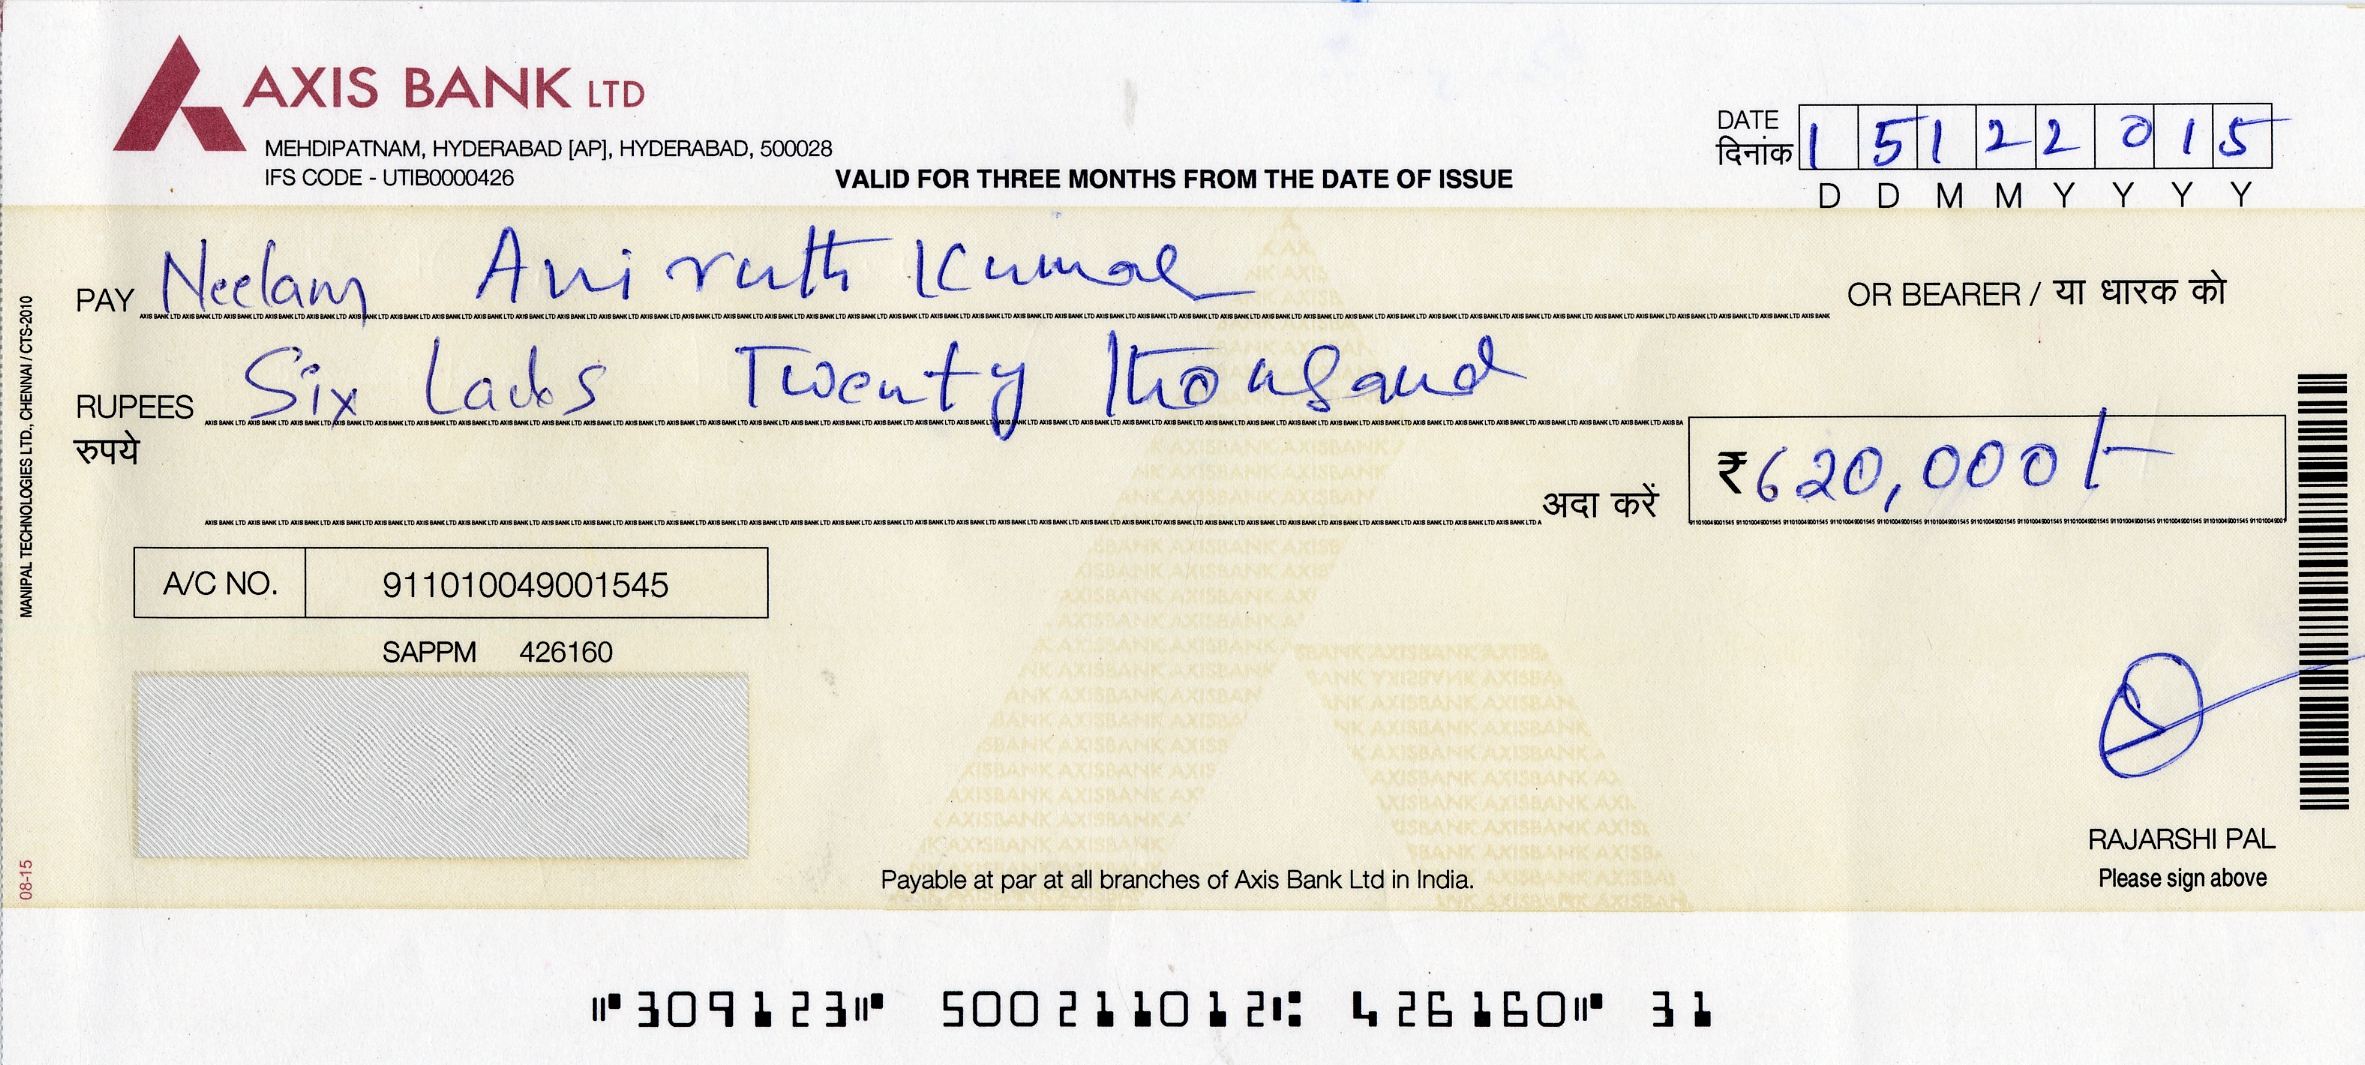 AXIS BANK LTD
MEHDIPATNAM, HYDERABAD [AP], HYDERABAD, 500028
IFS CODE - UTIB0000426
VALID FOR THREE MONTHS FROM THE DATE OF ISSUE
DATE
दिनांक 1 5 1 2 2 0 1 5
D D M M Y Y Y Y
PAY Neelam Aniruth Kumar OR BEARER / या धारक को
RUPEES Six Lacks Twenty Thousand
रुपये
अदा करें ₹ 620,000/-
A/C NO. 911010049001545
SAPPM 426160
VOID
RAJARSHI PAL
Please sign above
Payable at par at all branches of Axis Bank Ltd in India.
MANIPAL TECHNOLOGIES LTD., CHENNAI / CTS-2010
08-15
⑈309123⑈ 500211012⑆ 426160⑈ 31